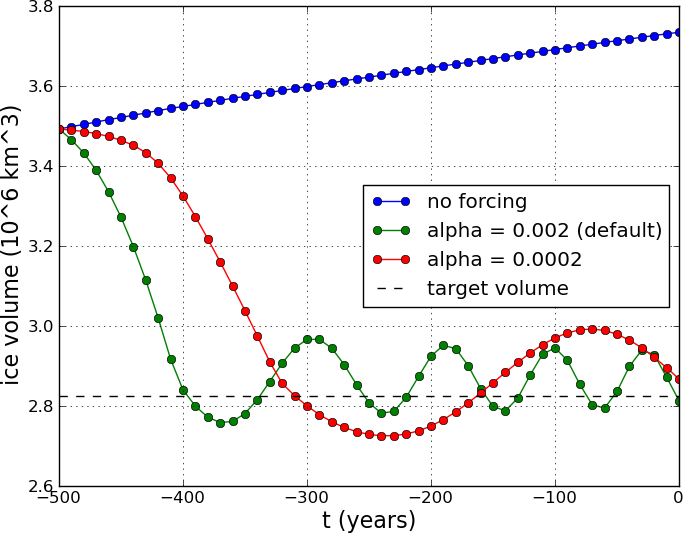 3.8
3.6
3.4
3.2
3.0
2.8
2.6
ice volume (10^6 km^3)
no forcing
alpha = 0.002 (default)
alpha = 0.0002
target volume
−500 −400 −300 −200 −100 0
t (years)